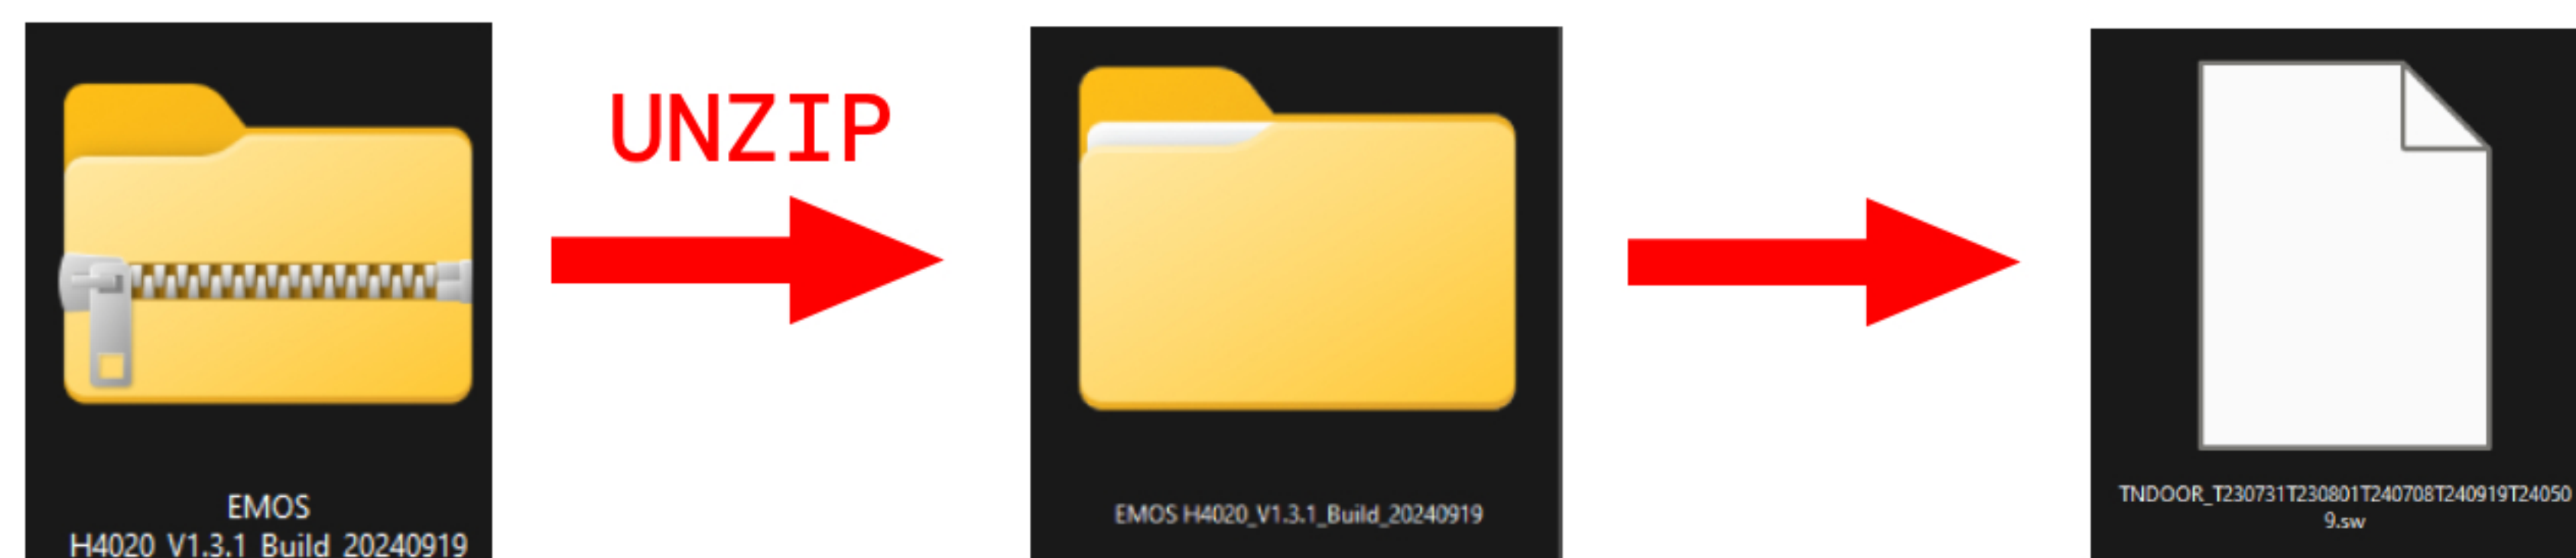 UNZIP
EMOS
H4020_V1.3.1_Build_20240919
EMOS H4020_V1.3.1_Build_20240919
TNDOOR_T230731T230801T240708T240919T24050
9.sw